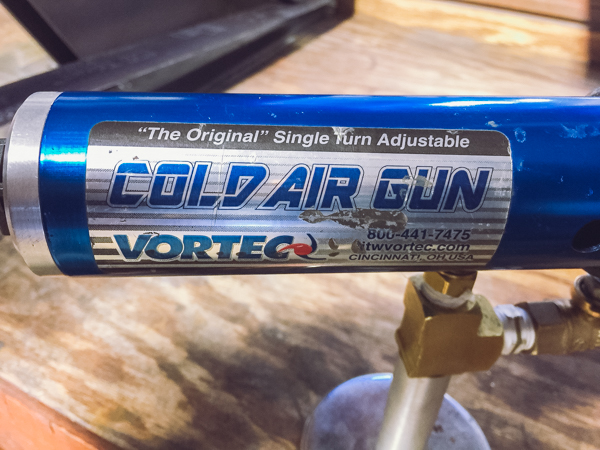 “The Original” Single Turn Adjustable
COLD AIR GUN
VORTEC
800-441-7475
itwvortec.com
CINCINNATI, OH USA